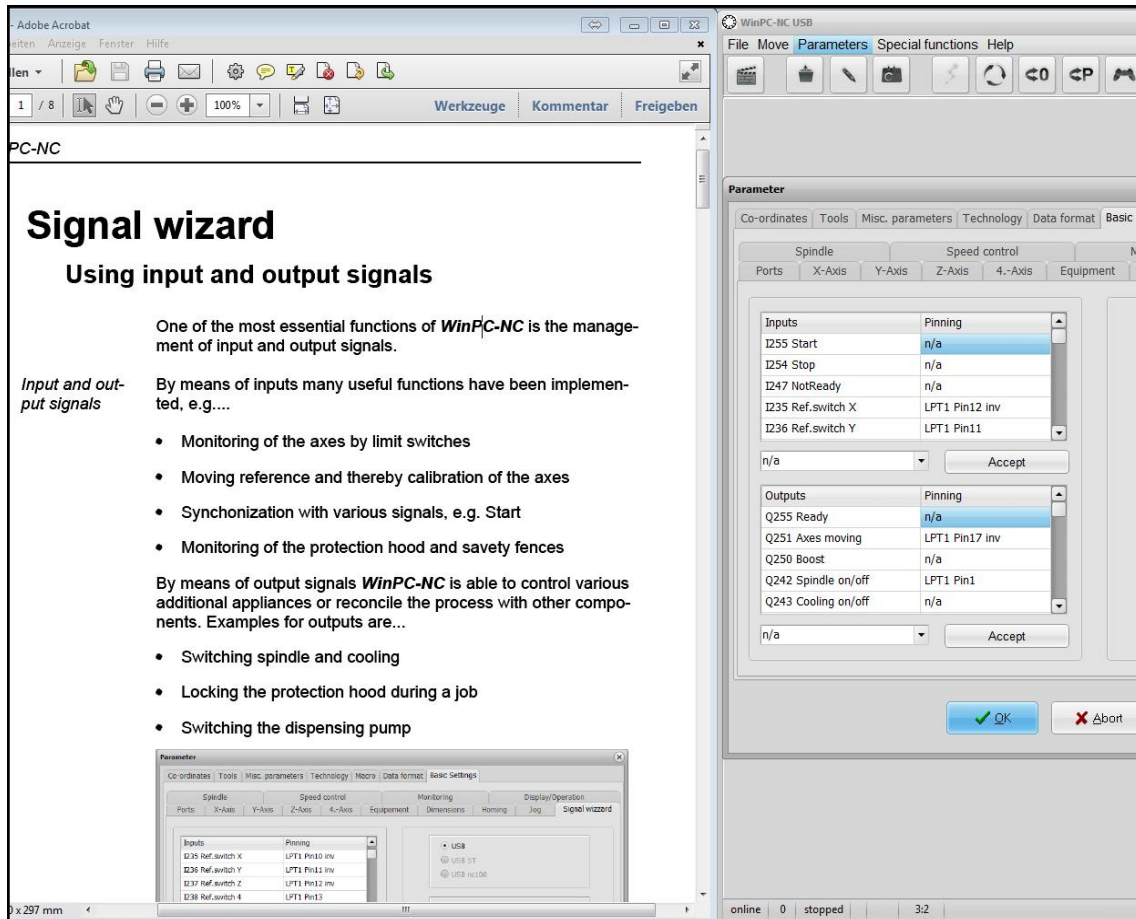 - Adobe Acrobat
eiten Anzeige Fenster Hilfe
llen
1 / 8 100% Werkzeuge Kommentar Freigeben
PC-NC
Signal wizard
Using input and output signals
One of the most essential functions of WinPC-NC is the manage-
ment of input and output signals.
Input and out-
put signals
By means of inputs many useful functions have been implemen-
ted, e.g....
• Monitoring of the axes by limit switches
• Moving reference and thereby calibration of the axes
• Synchonization with various signals, e.g. Start
• Monitoring of the protection hood and savety fences
By means of output signals WinPC-NC is able to control various
additional appliances or reconcile the process with other compo-
nents. Examples for outputs are...
• Switching spindle and cooling
• Locking the protection hood during a job
• Switching the dispensing pump
Parameter
Co-ordinates Tools Misc. parameters Technology Macro Data format Basic Settings
Spindle Speed control Monitoring Display/Operation
Ports X-Axis Y-Axis Z-Axis 4.-Axis Equipement Dimensions Homing Jog Signal wizzard
Inputs Pinning
I235 Ref.switch X LPT1 Pin10 inv
I236 Ref.switch Y LPT1 Pin11 inv
I237 Ref.switch Z LPT1 Pin12 inv
I238 Ref.switch 4 LPT1 Pin13
USB
USB ST
USB nc100
0 x 297 mm
WinPC-NC USB
File Move Parameters Special functions Help
0 P
Parameter
Co-ordinates Tools Misc. parameters Technology Data format Basic
Spindle Speed control M
Ports X-Axis Y-Axis Z-Axis 4.-Axis Equipment
Inputs Pinning
I255 Start n/a
I254 Stop n/a
I247 NotReady n/a
I235 Ref.switch X LPT1 Pin12 inv
I236 Ref.switch Y LPT1 Pin11
n/a Accept
Outputs Pinning
Q255 Ready n/a
Q251 Axes moving LPT1 Pin17 inv
Q250 Boost n/a
Q242 Spindle on/off LPT1 Pin1
Q243 Cooling on/off n/a
n/a Accept
OK Abort
online 0 stopped 3:2